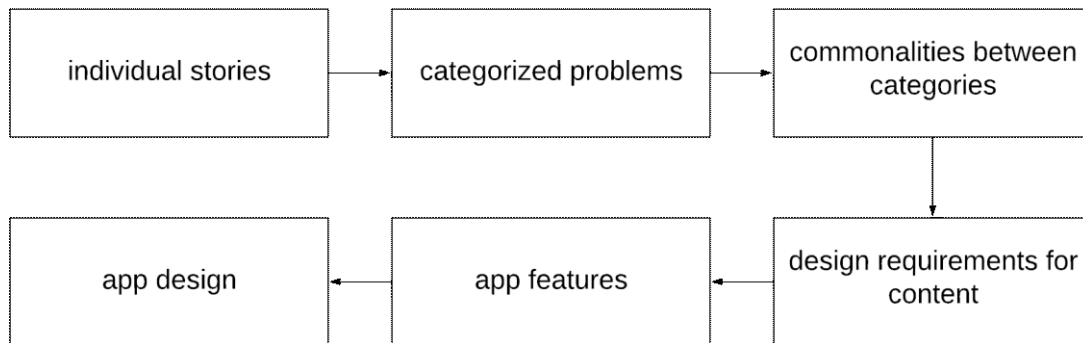 individual stories
categorized problems
commonalities between
categories
design requirements for
content
app features
app design